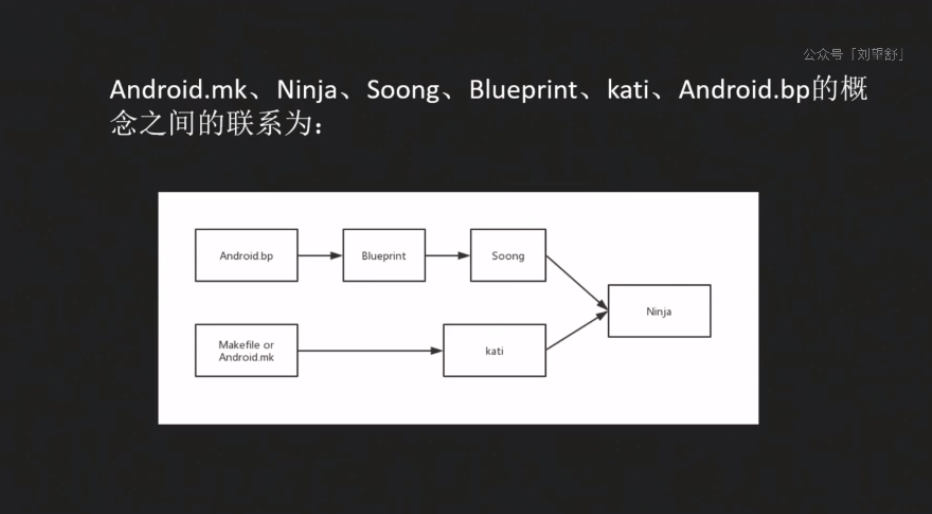 公众号「刘望舒」
Android.mk、Ninja、Soong、Blueprint、kati、Android.bp的概
念之间的联系为：
Android.bp
Blueprint
Soong
Ninja
Makefile or
Android.mk
kati